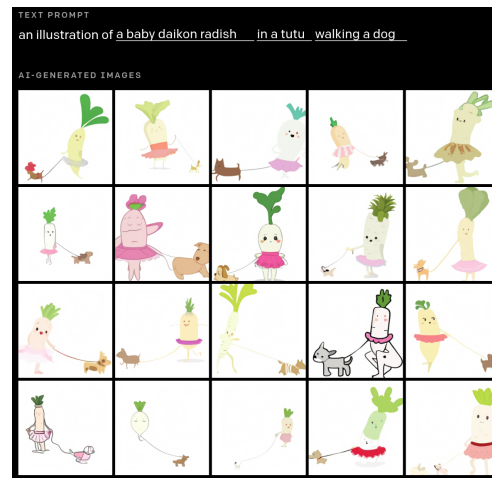 TEXT PROMPT
an illustration of a baby daikon radish in a tutu walking a dog
AI-GENERATED IMAGES